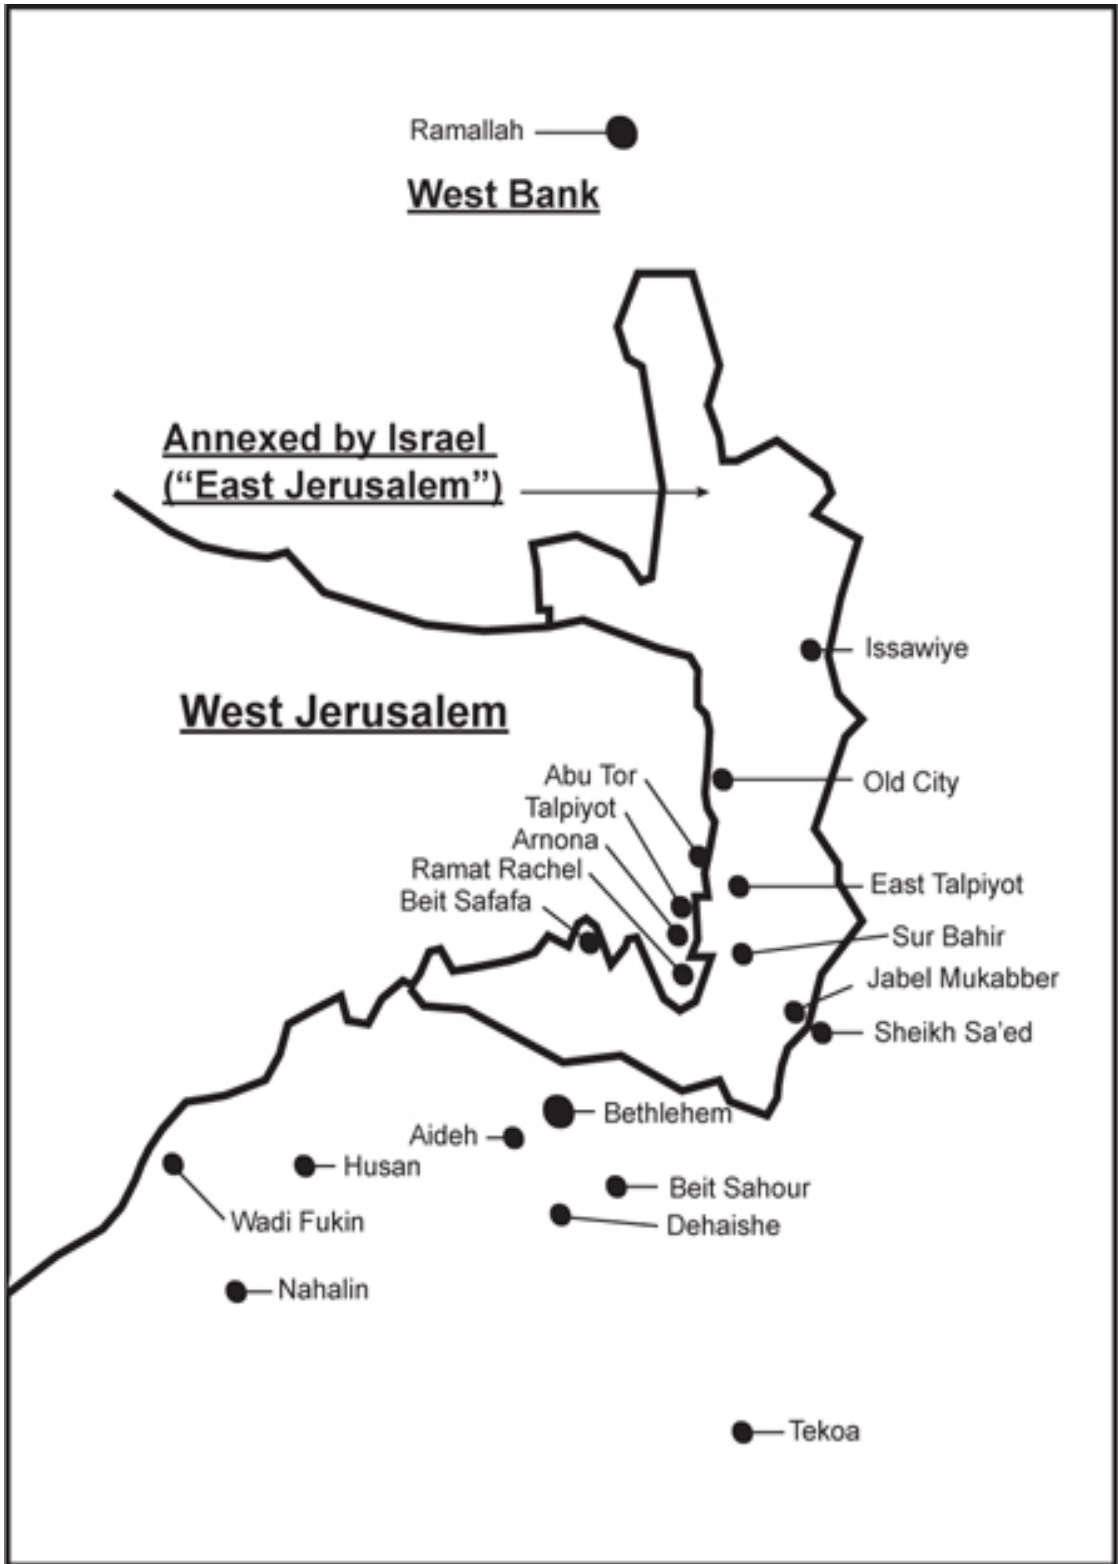 Ramallah
West Bank
Annexed by Israel
(“East Jerusalem”)
Issawiye
West Jerusalem
Abu Tor
Old City
Talpiyot
Arnona
Ramat Rachel
East Talpiyot
Beit Safafa
Sur Bahir
Jabel Mukabber
Sheikh Sa’ed
Bethlehem
Aideh
Husan
Beit Sahour
Wadi Fukin
Dehaishe
Nahalin
Tekoa